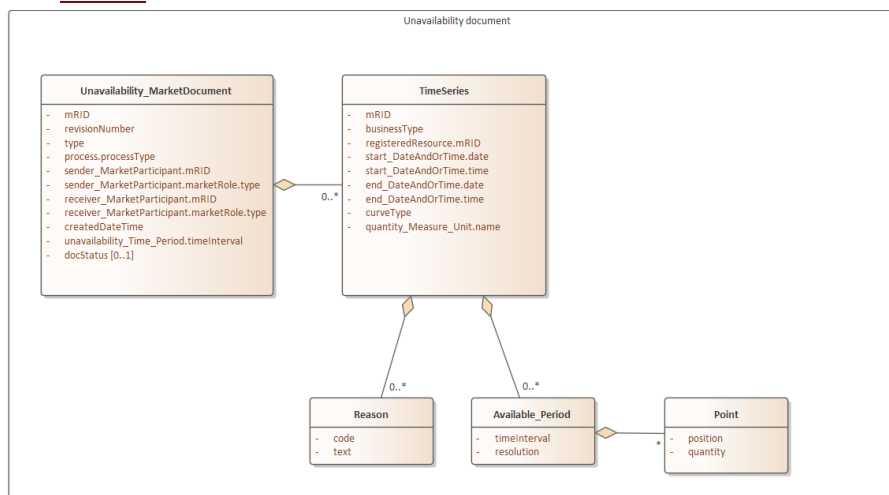 Unavailability document
Unavailability_MarketDocument
- mRID
- revisionNumber
- type
- process.processType
- sender_MarketParticipant.mRID
- sender_MarketParticipant.marketRole.type
- receiver_MarketParticipant.mRID
- receiver_MarketParticipant.marketRole.type
- createdDateTime
- unavailability_Time_Period.timeInterval
- docStatus [0..1]
TimeSeries
- mRID
- businessType
- registeredResource.mRID
- start_DateAndOrTime.date
- start_DateAndOrTime.time
- end_DateAndOrTime.date
- end_DateAndOrTime.time
- curveType
- quantity_Measure_Unit.name
0..*
0..*
0..*
Reason
- code
- text
Available_Period
- timeInterval
- resolution
*
Point
- position
- quantity